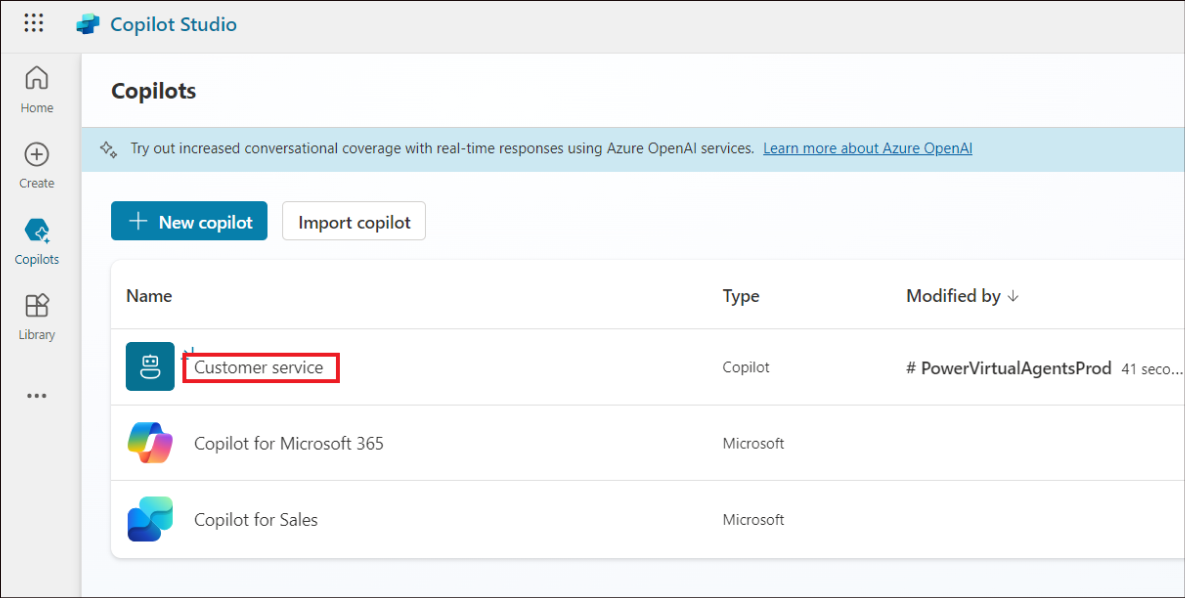 Copilot Studio
Home
Create
Copilots
Library
Copilots
Try out increased conversational coverage with real-time responses using Azure OpenAI services. Learn more about Azure OpenAI
New copilot Import copilot
Name Type Modified by ↓
Customer service Copilot # PowerVirtualAgentsProd 41 seco...
Copilot for Microsoft 365 Microsoft
Copilot for Sales Microsoft